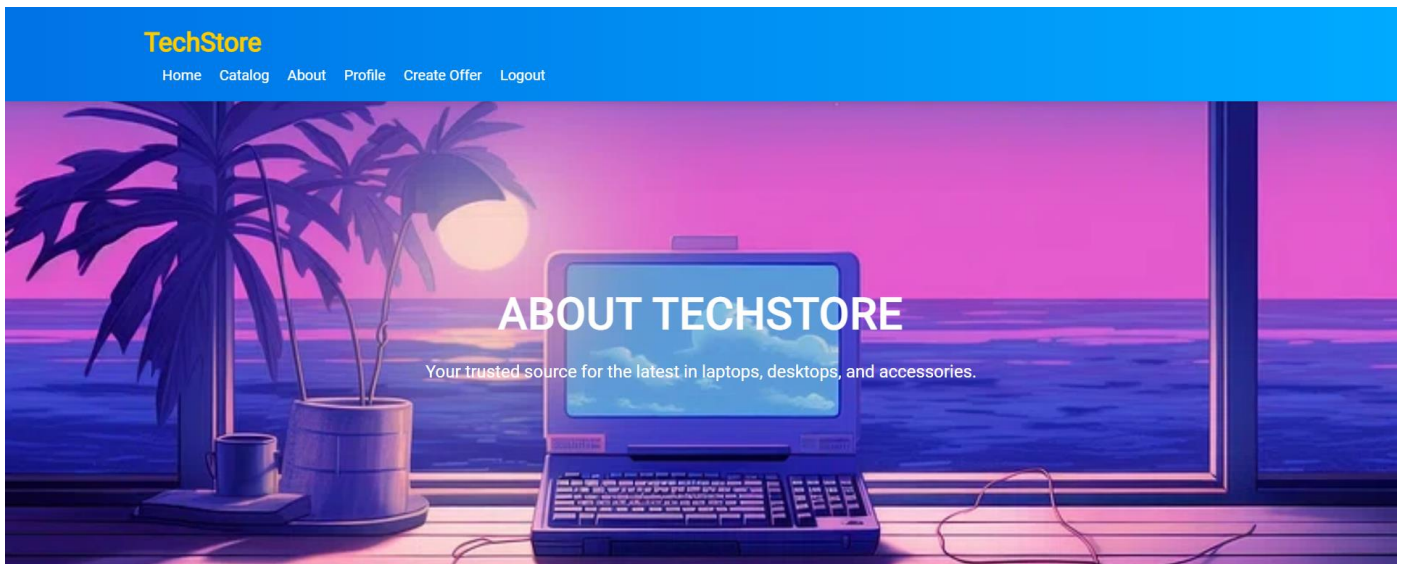 TechStore
Home Catalog About Profile Create Offer Logout
ABOUT TECHSTORE
Your trusted source for the latest in laptops, desktops, and accessories.